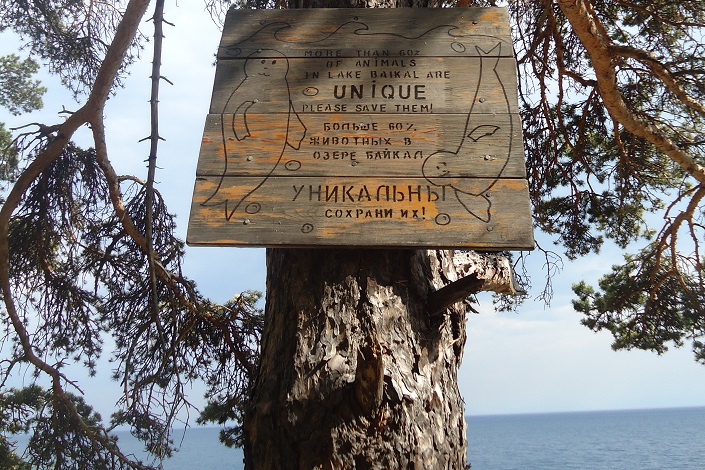 MORE THAN 60%
OF ANIMALS
IN LAKE BAIKAL ARE
UNIQUE
PLEASE SAVE THEM!
БОЛЬШЕ 60%
ЖИВОТНЫХ В
ОЗЕРЕ БАЙКАЛ
УНИКАЛЬНЫ
СОХРАНИ ИХ!